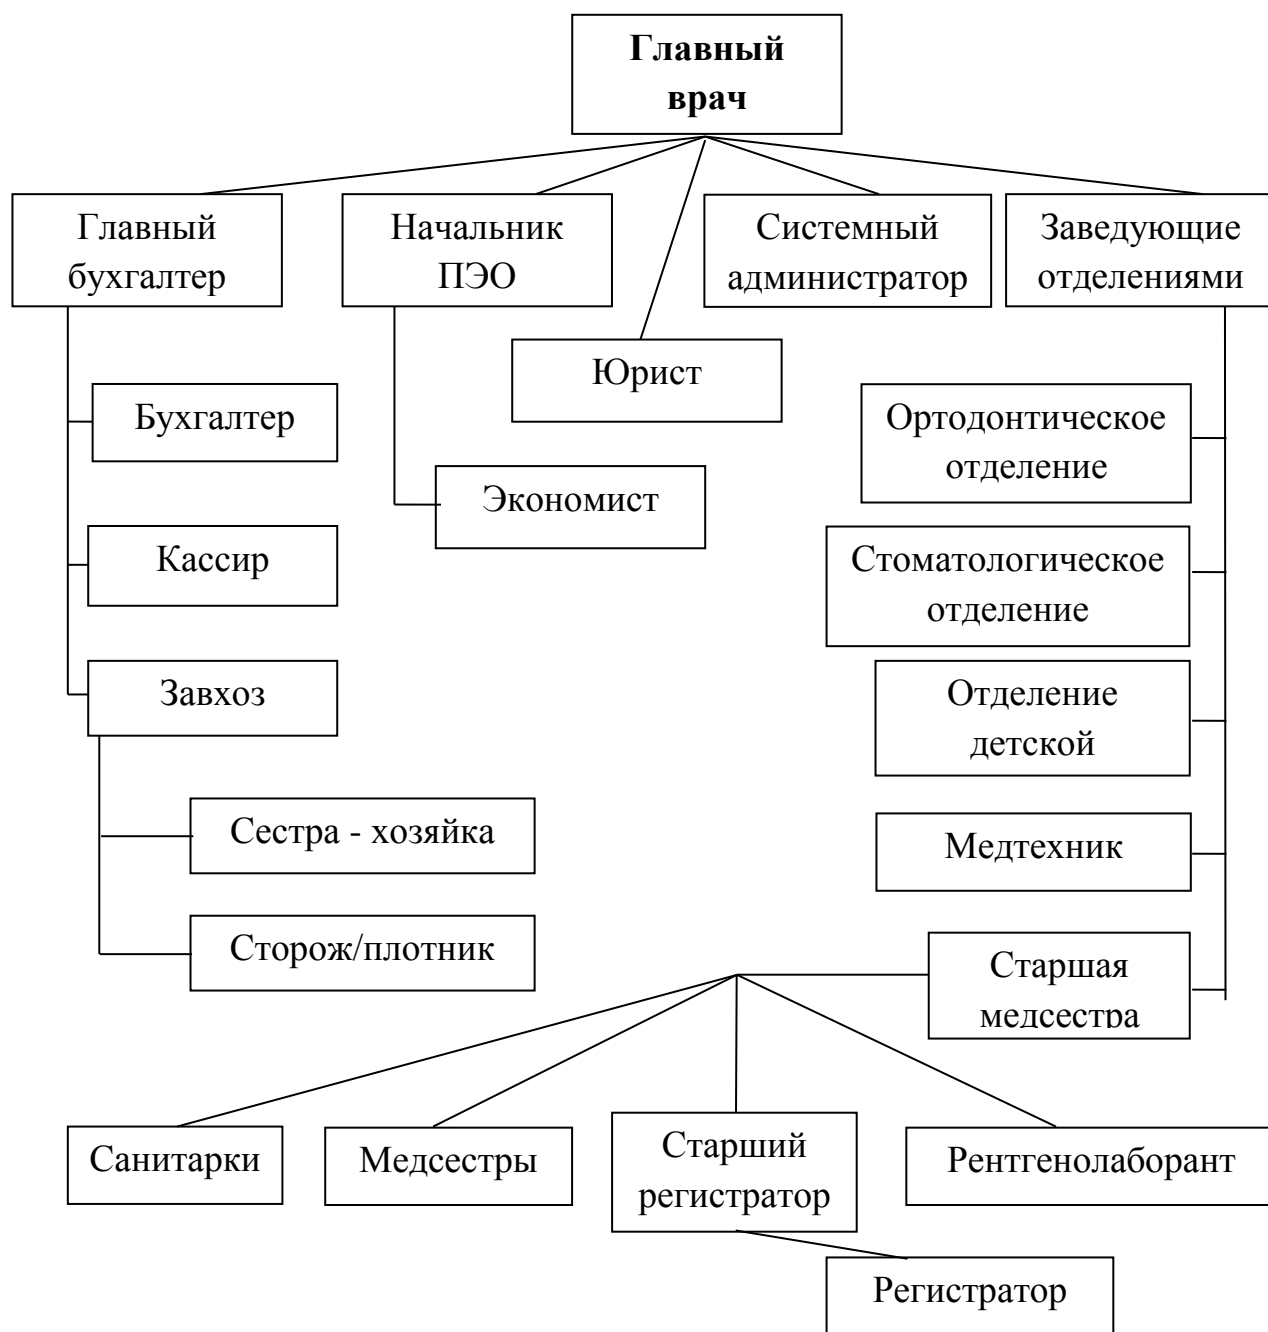 Главный
врач
Главный
бухгалтер
Начальник
ПЭО
Системный
администратор
Заведующие
отделениями
Юрист
Бухгалтер
Ортодонтическое
отделение
Экономист
Кассир
Стоматологическое
отделение
Завхоз
Отделение
детской
Сестра - хозяйка
Медтехник
Сторож/плотник
Старшая
медсестра
Санитарки
Медсестры
Старший
регистратор
Рентгенолаборант
Регистратор